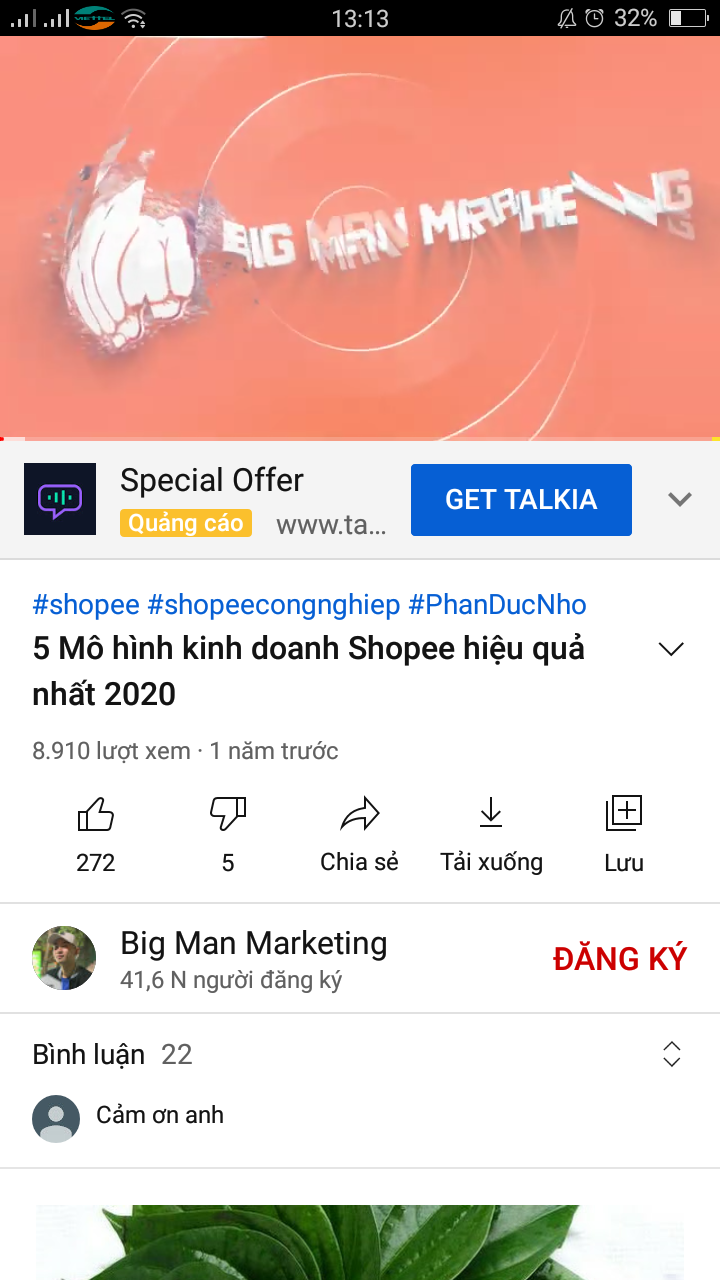 VIETTEL
13:13
32%
BIG MAN MARKETING
Special Offer
Quảng cáo
www.ta...
GET TALKIA
#shopee #shopeecongnghiep #PhanDucNho
5 Mô hình kinh doanh Shopee hiệu quả
nhất 2020
8.910 lượt xem · 1 năm trước
272
5
Chia sẻ
Tải xuống
Lưu
Big Man Marketing
ĐĂNG KÝ
41,6 N người đăng ký
Bình luận 22
Cảm ơn anh